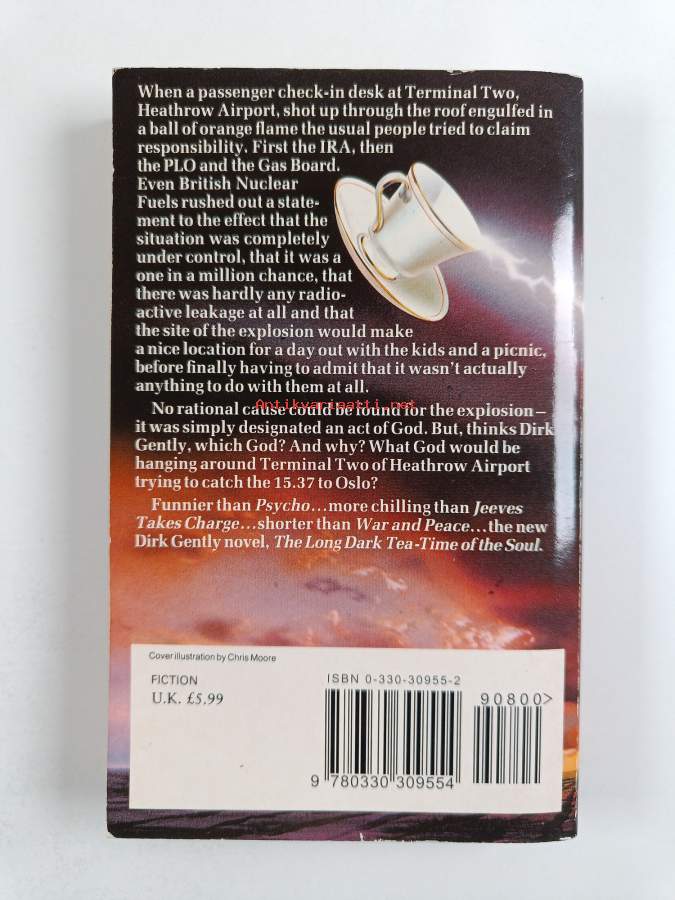 When a passenger check-in desk at Terminal Two,
Heathrow Airport, shot up through the roof engulfed in
a ball of orange flame the usual people tried to claim
responsibility. First the IRA, then
the PLO and the Gas Board.
Even British Nuclear
Fuels rushed out a state-
ment to the effect that the
situation was completely
under control, that it was a
one in a million chance, that
there was hardly any radio-
active leakage at all and that
the site of the explosion would make
a nice location for a day out with the kids and a picnic,
before finally having to admit that it wasn't actually
anything to do with them at all.
Antikvariaatti.net
No rational cause could be found for the explosion –
it was simply designated an act of God. But, thinks Dirk
Gently, which God? And why? What God would be
hanging around Terminal Two of Heathrow Airport
trying to catch the 15.37 to Oslo?
Funnier than Psycho...more chilling than Jeeves
Takes Charge...shorter than War and Peace...the new
Dirk Gently novel, The Long Dark Tea-Time of the Soul.
Cover illustration by Chris Moore
FICTION
U.K. £5.99
ISBN 0-330-30955-2
90800>
9 780330 309554